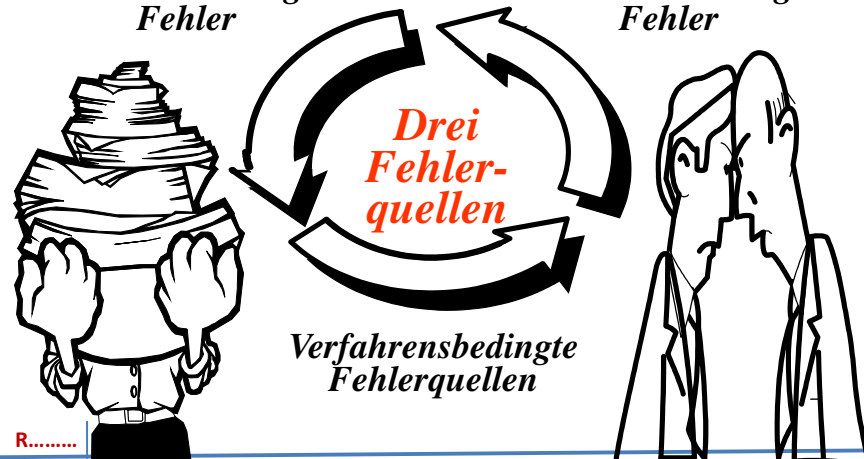 Fehler
Fehler
Drei
Fehler-
quellen
Verfahrensbedingte
Fehlerquellen
R.........